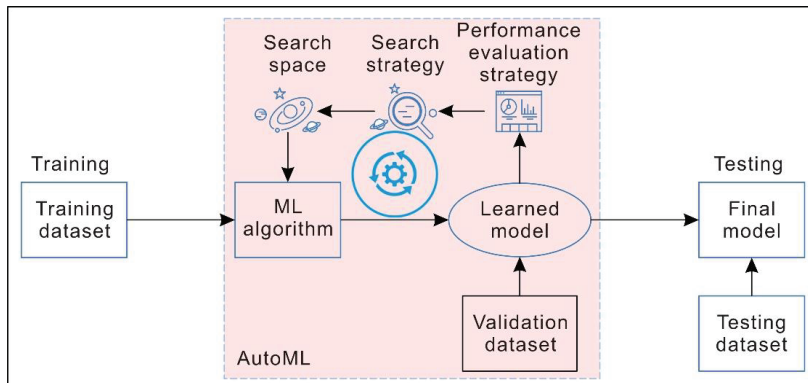 Search
space
Search
strategy
Performance
evaluation
strategy
Training
Training
dataset
ML
algorithm
Learned
model
Testing
Final
model
Validation
dataset
Testing
dataset
AutoML